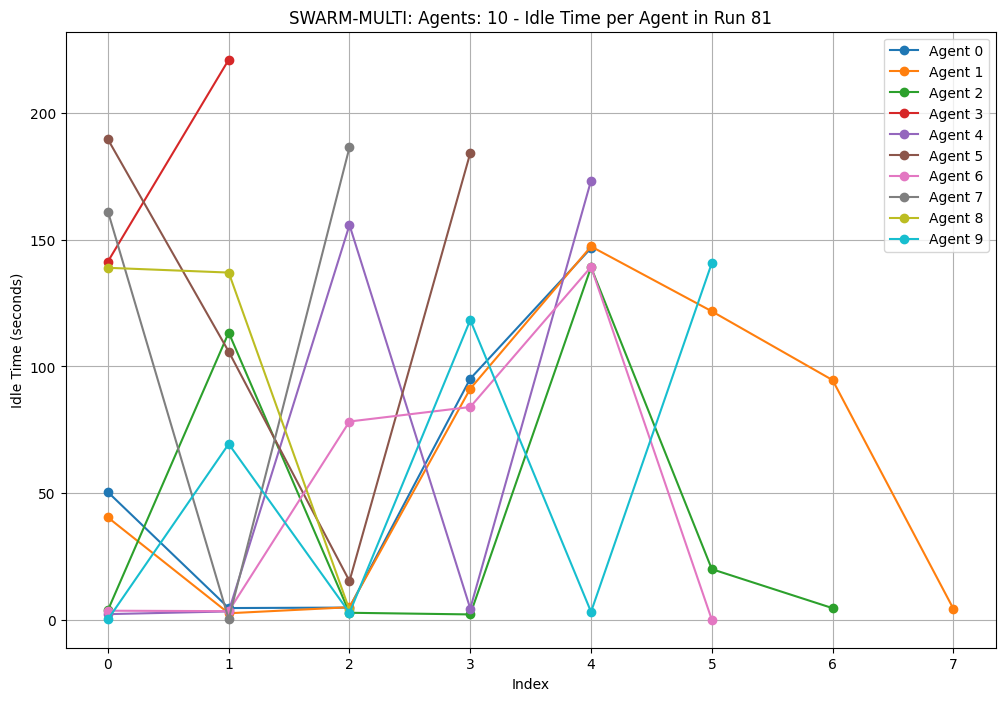 SWARM-MULTI: Agents: 10 - Idle Time per Agent in Run 81
Idle Time (seconds)
200
150
100
50
0
0 1 2 3 4 5 6 7
Index
Agent 0
Agent 1
Agent 2
Agent 3
Agent 4
Agent 5
Agent 6
Agent 7
Agent 8
Agent 9